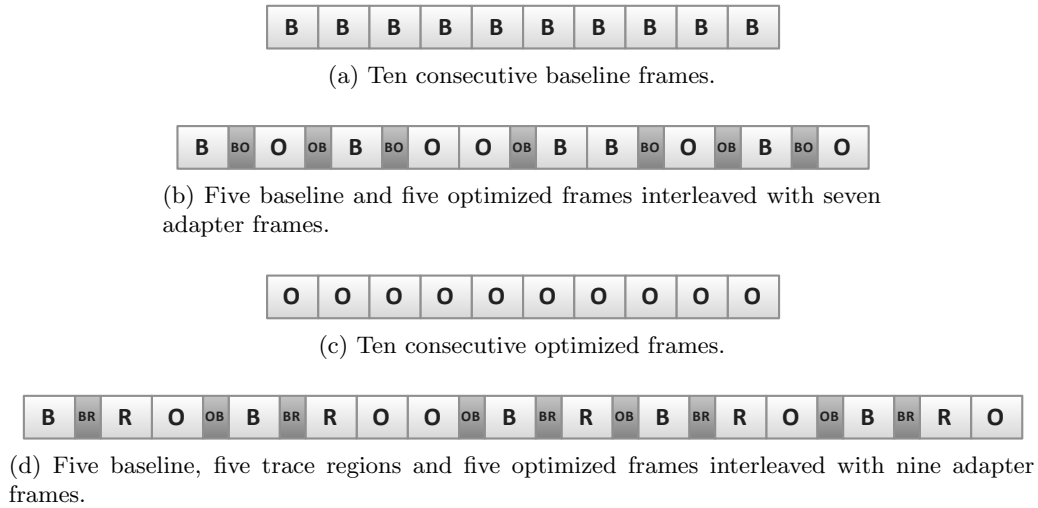 B B B B B B B B B B
(a) Ten consecutive baseline frames.
B BO O OB B BO O O OB B B BO O OB B BO O
(b) Five baseline and five optimized frames interleaved with seven
adapter frames.
O O O O O O O O O O
(c) Ten consecutive optimized frames.
B BR R O OB B BR R O O OB B BR R OB B BR R O OB B BR R O
(d) Five baseline, five trace regions and five optimized frames interleaved with nine adapter
frames.